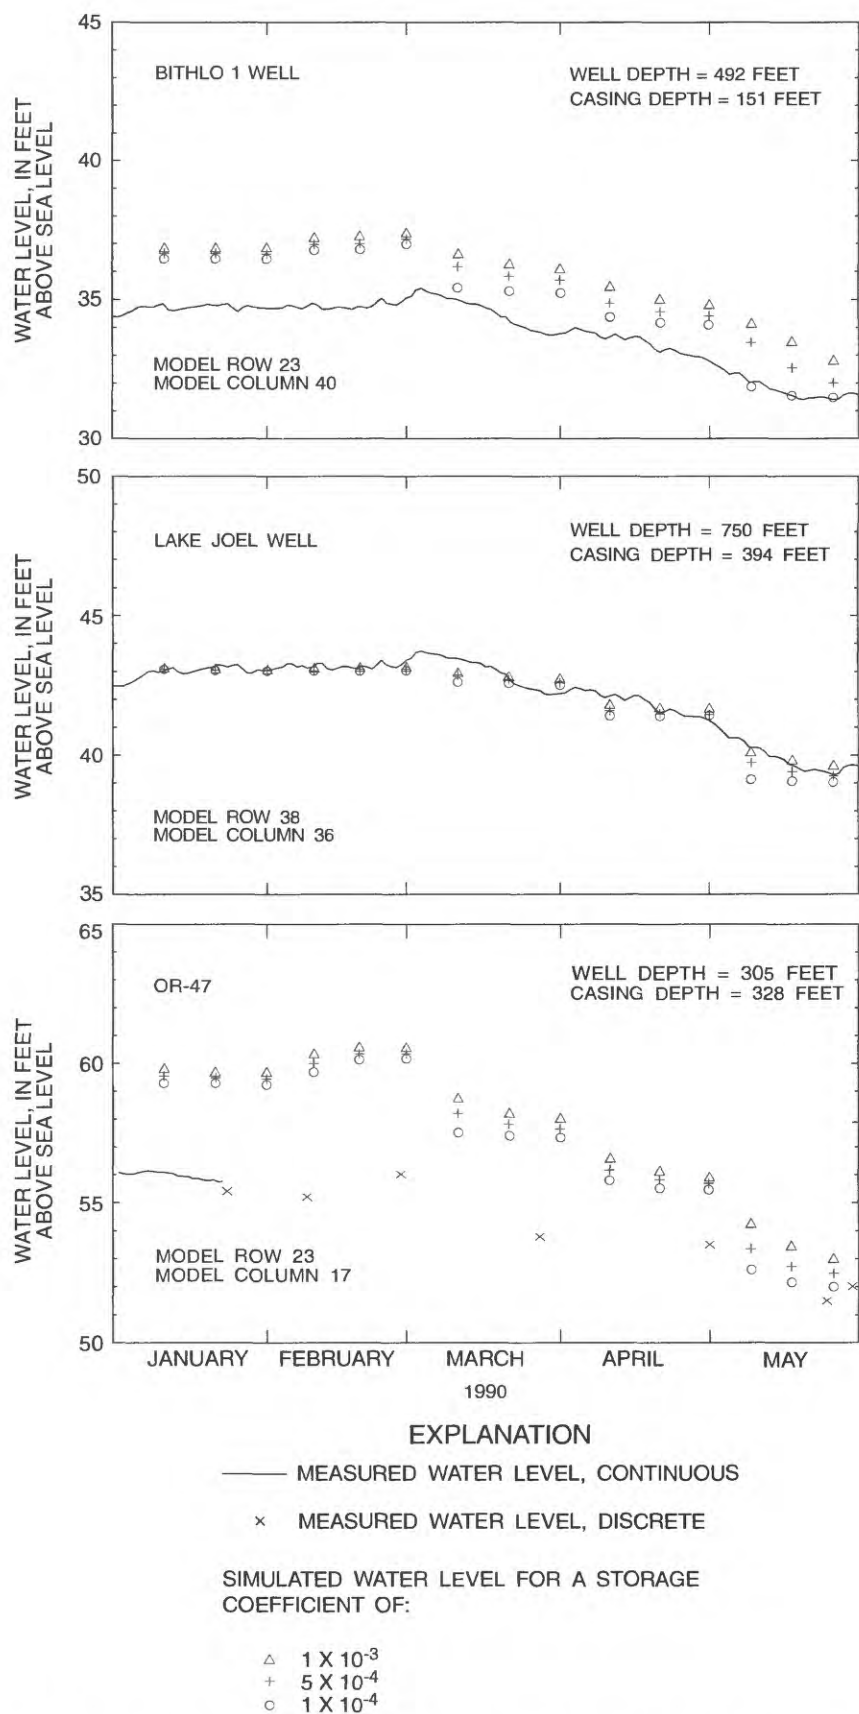 45
BITHLO 1 WELL
WELL DEPTH = 492 FEET
CASING DEPTH = 151 FEET
WATER LEVEL, IN FEET
ABOVE SEA LEVEL
40
35
MODEL ROW 23
MODEL COLUMN 40
30
50
LAKE JOEL WELL
WELL DEPTH = 750 FEET
CASING DEPTH = 394 FEET
WATER LEVEL, IN FEET
ABOVE SEA LEVEL
45
40
MODEL ROW 38
MODEL COLUMN 36
35
65
OR-47
WELL DEPTH = 305 FEET
CASING DEPTH = 328 FEET
WATER LEVEL, IN FEET
ABOVE SEA LEVEL
60
55
MODEL ROW 23
MODEL COLUMN 17
50
JANUARY FEBRUARY MARCH APRIL MAY
1990
EXPLANATION
MEASURED WATER LEVEL, CONTINUOUS
× MEASURED WATER LEVEL, DISCRETE
SIMULATED WATER LEVEL FOR A STORAGE
COEFFICIENT OF:
△ 1 X 10⁻³
+ 5 X 10⁻⁴
○ 1 X 10⁻⁴